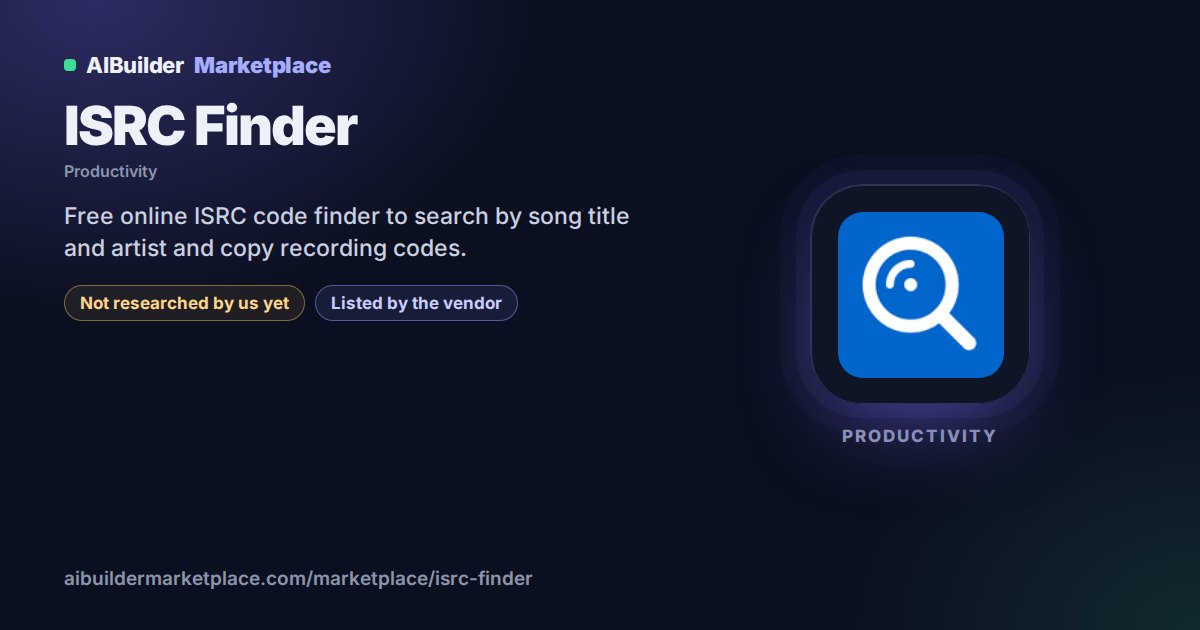 AIBuilder Marketplace
ISRC Finder
Productivity
Free online ISRC code finder to search by song title
and artist and copy recording codes.
Not researched by us yet
Listed by the vendor
PRODUCTIVITY
aibuildermarketplace.com/marketplace/isrc-finder